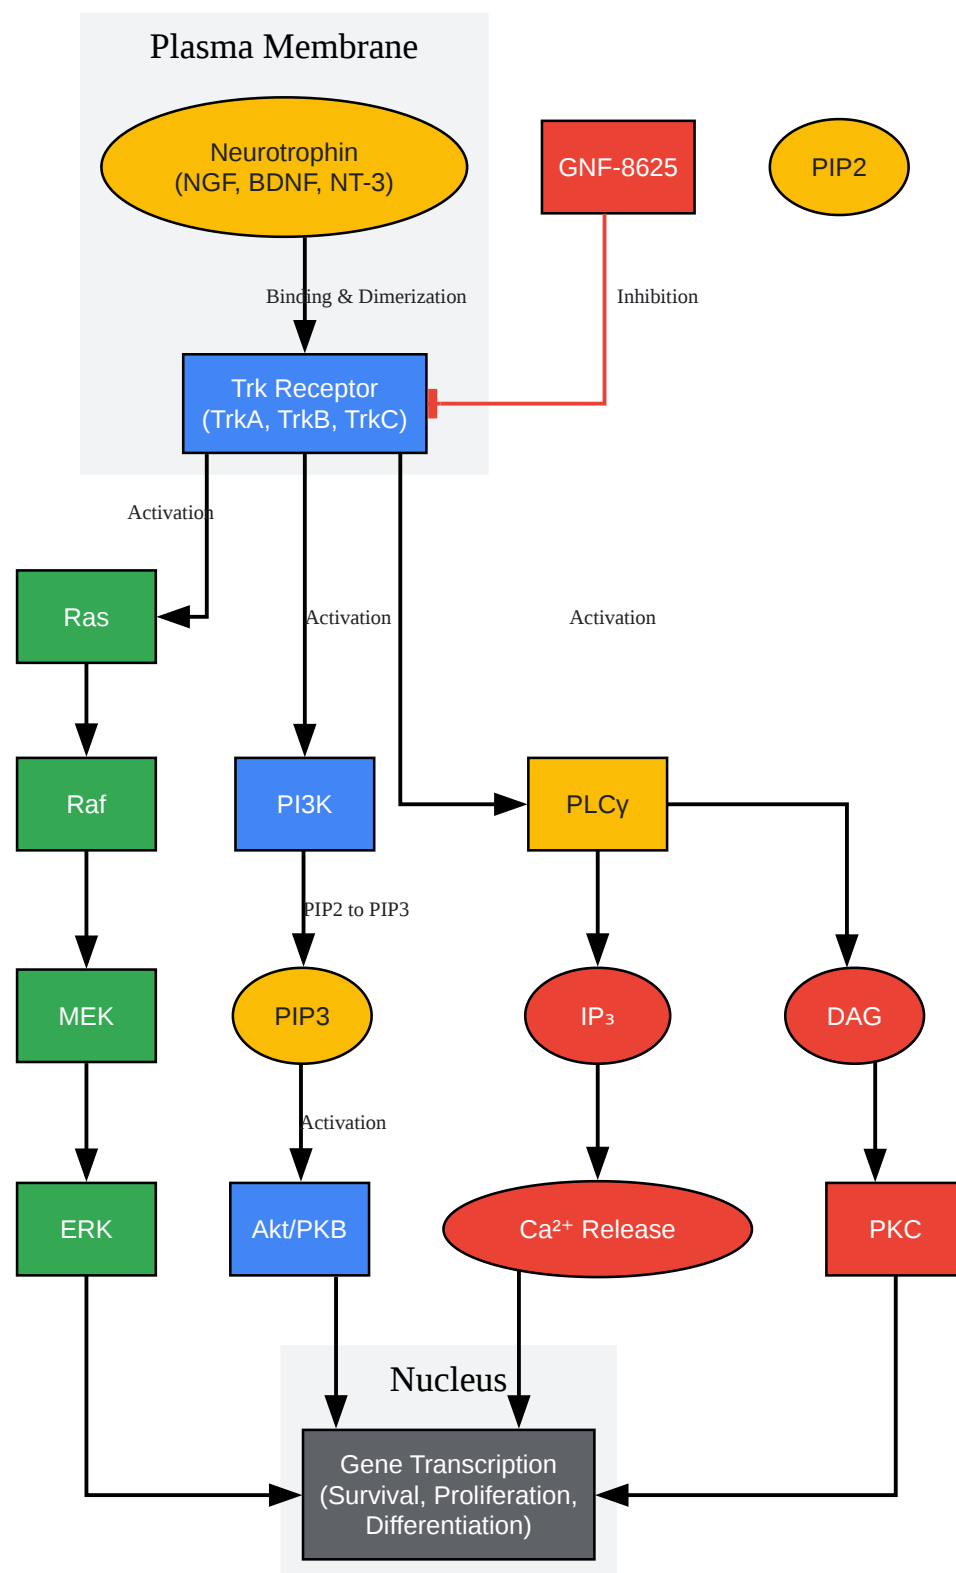 Plasma Membrane
Neurotrophin
(NGF, BDNF, NT-3)
GNF-8625
PIP2
Binding & Dimerization
Inhibition
Trk Receptor
(TrkA, TrkB, TrkC)
Activation
Ras
Activation
Activation
Raf
PI3K
PLCγ
PIP2 to PIP3
MEK
PIP3
IP₃
DAG
Activation
ERK
Akt/PKB
Ca²⁺ Release
PKC
Nucleus
Gene Transcription
(Survival, Proliferation,
Differentiation)